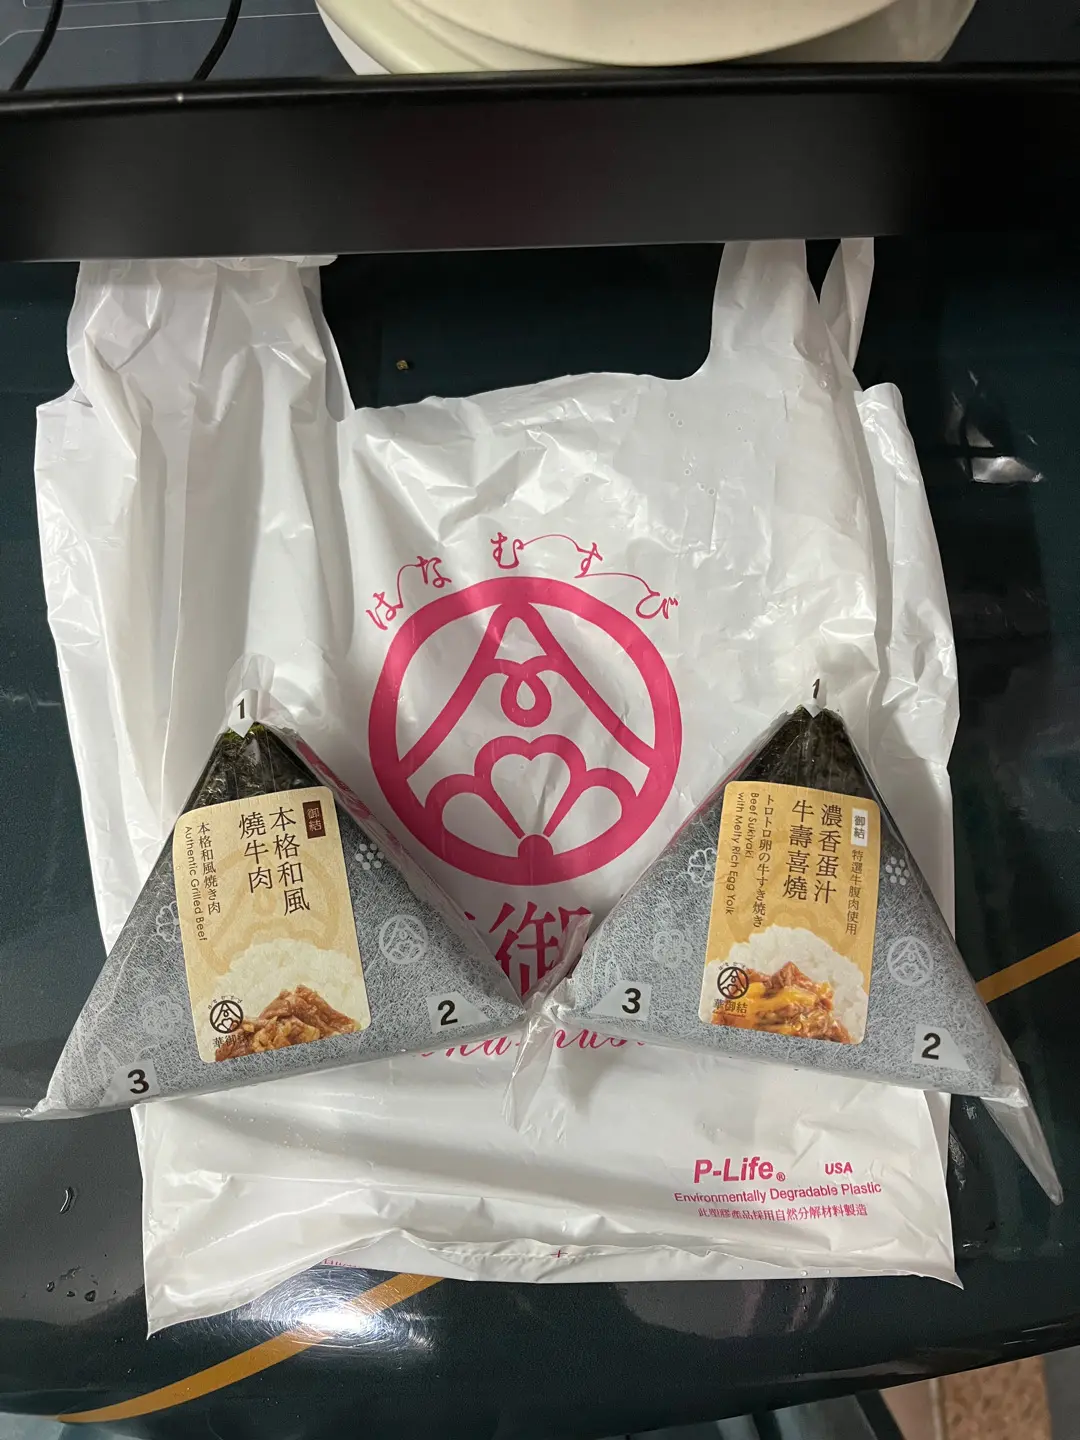 はなむすび
御
1
御結
本格和風
燒牛肉
本格和風焼き肉
Authentic Grilled Beef
華御
2
3
1
御結
特選牛腹肉使用
濃香蛋汁
牛壽喜燒
トロトロ卵の牛すき焼き
Beef Sukiyaki
with Melty Rich Egg Yolk
華御結
3
2
P-Life® USA
Environmentally Degradable Plastic
此塑膠產品採用自然分解材料製造